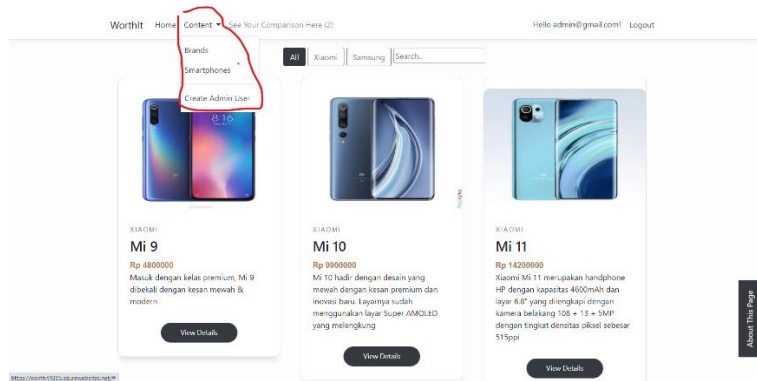 WorthIt Home Content See Your Comparison Here (2) Hello admin@gmail.com! Logout
Brands
Smartphones
Create Admin User
All Xiaomi Samsung Search..
8:16
XIAOMI
Mi 9
Rp 4800000
Masuk dengan kelas premium, Mi 9
dibekali dengan kesan mewah &
modern
View Details
XIAOMI
Mi 10
Rp 9900000
Mi 10 hadir dengan desain yang
mewah dengan kesan premium dan
inovasi baru. Layarnya sudah
menggunakan layar Super AMOLED
yang melengkung
View Details
XIAOMI
Mi 11
Rp 14200000
Xiaomi Mi 11 merupakan handphone
HP dengan kapasitas 4600mAh dan
layar 6.8" yang dilengkapi dengan
kamera belakang 108 + 13 + 5MP
dengan tingkat densitas piksel sebesar
515ppi
View Details
About This Page